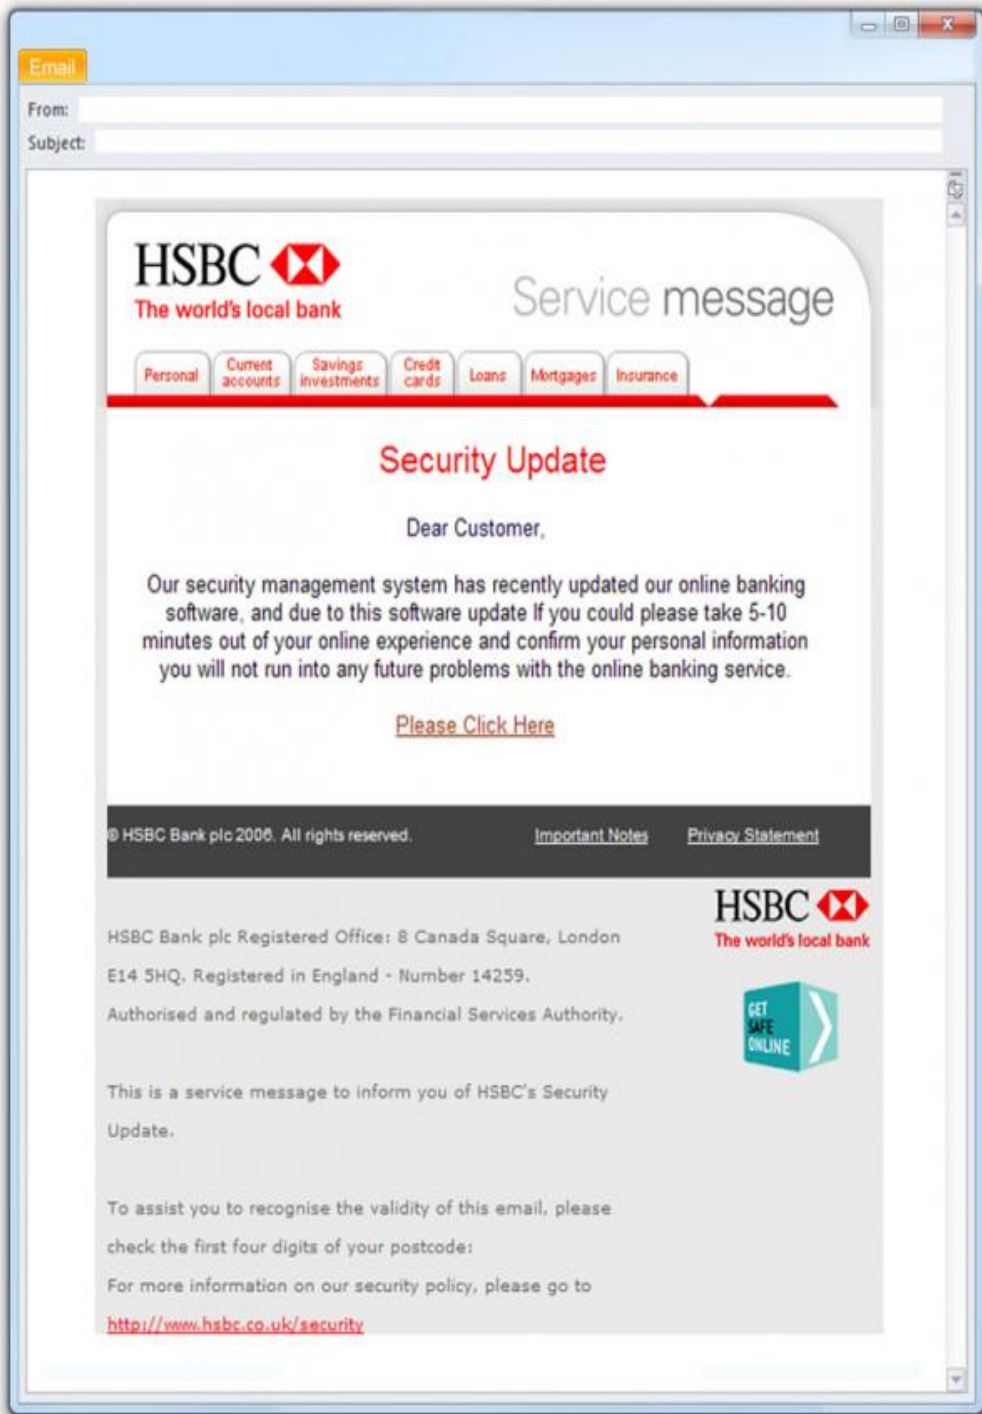 Email
From:
Subject:
HSBC
The world's local bank
Service message
Personal
Current accounts
Savings investments
Credit cards
Loans
Mortgages
Insurance
Security Update
Dear Customer,
Our security management system has recently updated our online banking
software, and due to this software update If you could please take 5-10
minutes out of your online experience and confirm your personal information
you will not run into any future problems with the online banking service.
Please Click Here
© HSBC Bank plc 2006. All rights reserved. Important Notes Privacy Statement
HSBC
The world's local bank
HSBC Bank plc Registered Office: 8 Canada Square, London
E14 5HQ. Registered in England - Number 14259.
Authorised and regulated by the Financial Services Authority.
GET
SAFE
ONLINE
This is a service message to inform you of HSBC's Security
Update.
To assist you to recognise the validity of this email, please
check the first four digits of your postcode:
For more information on our security policy, please go to
http://www.hsbc.co.uk/security